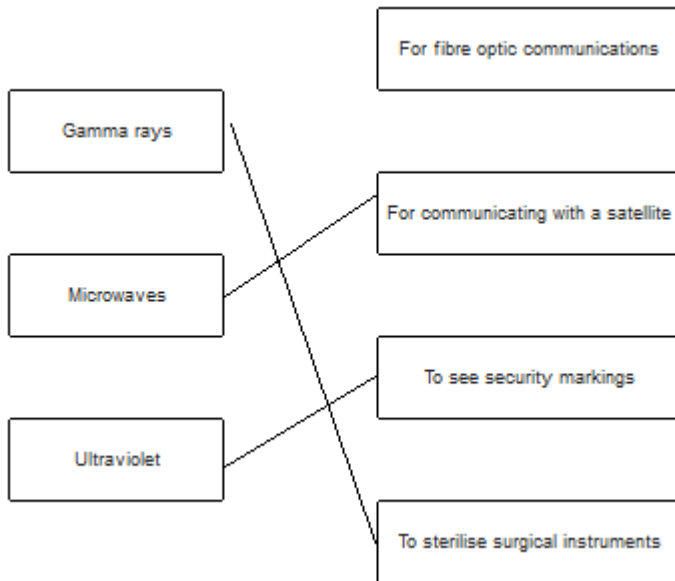 For fibre optic communications
Gamma rays
For communicating with a satellite
Microwaves
To see security markings
Ultraviolet
To sterilise surgical instruments